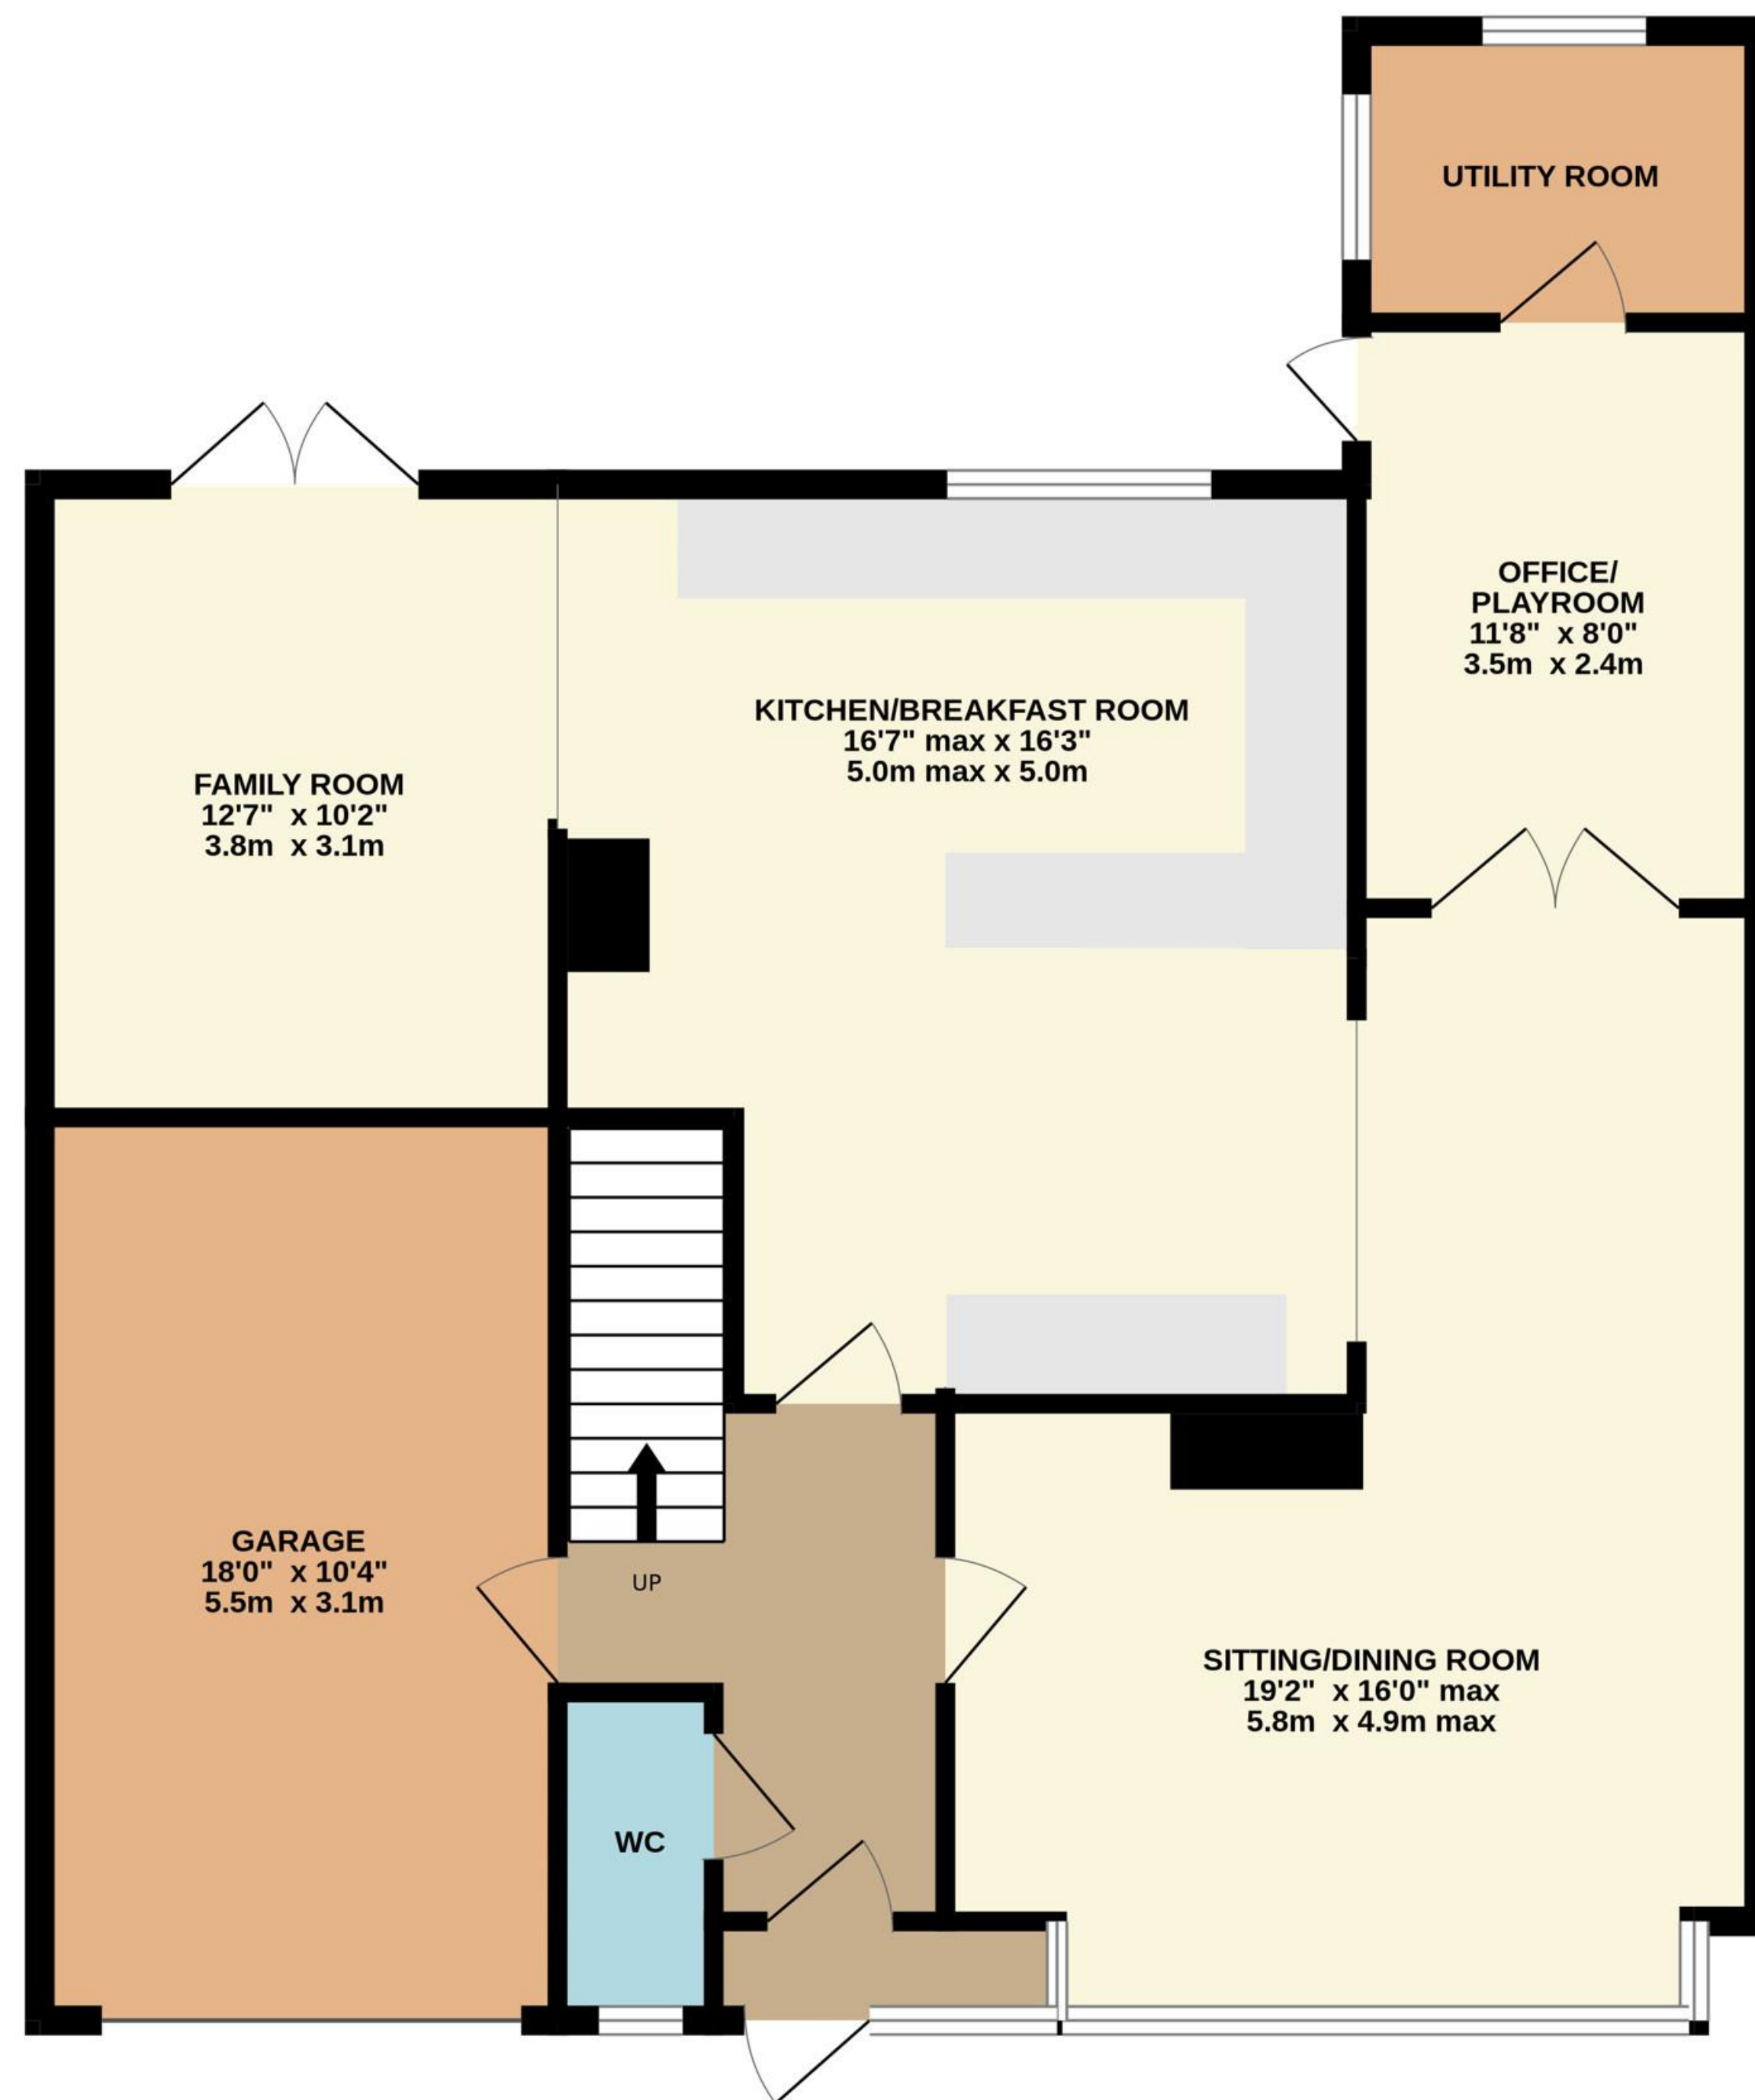 UTILITY ROOM
OFFICE/
PLAYROOM
11'8" x 8'0"
3.5m x 2.4m
KITCHEN/BREAKFAST ROOM
16'7" max x 16'3"
5.0m max x 5.0m
FAMILY ROOM
12'7" x 10'2"
3.8m x 3.1m
GARAGE
18'0" x 10'4"
5.5m x 3.1m
UP
SITTING/DINING ROOM
19'2" x 16'0" max
5.8m x 4.9m max
WC